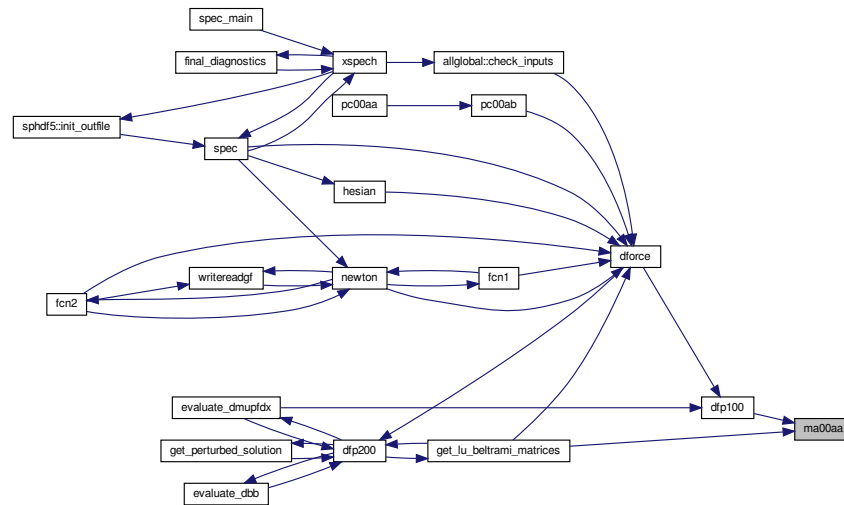 spec_main
final_diagnostics
xspech
allglobal::check_inputs
pc00aa
pc00ab
sphdf5::init_outfile
spec
hesian
dforce
writereadgf
newton
fcn1
fcn2
evaluate_dmupfdx
dfp100
ma00aa
get_perturbed_solution
dfp200
get_lu_beltrami_matrices
evaluate_dbb